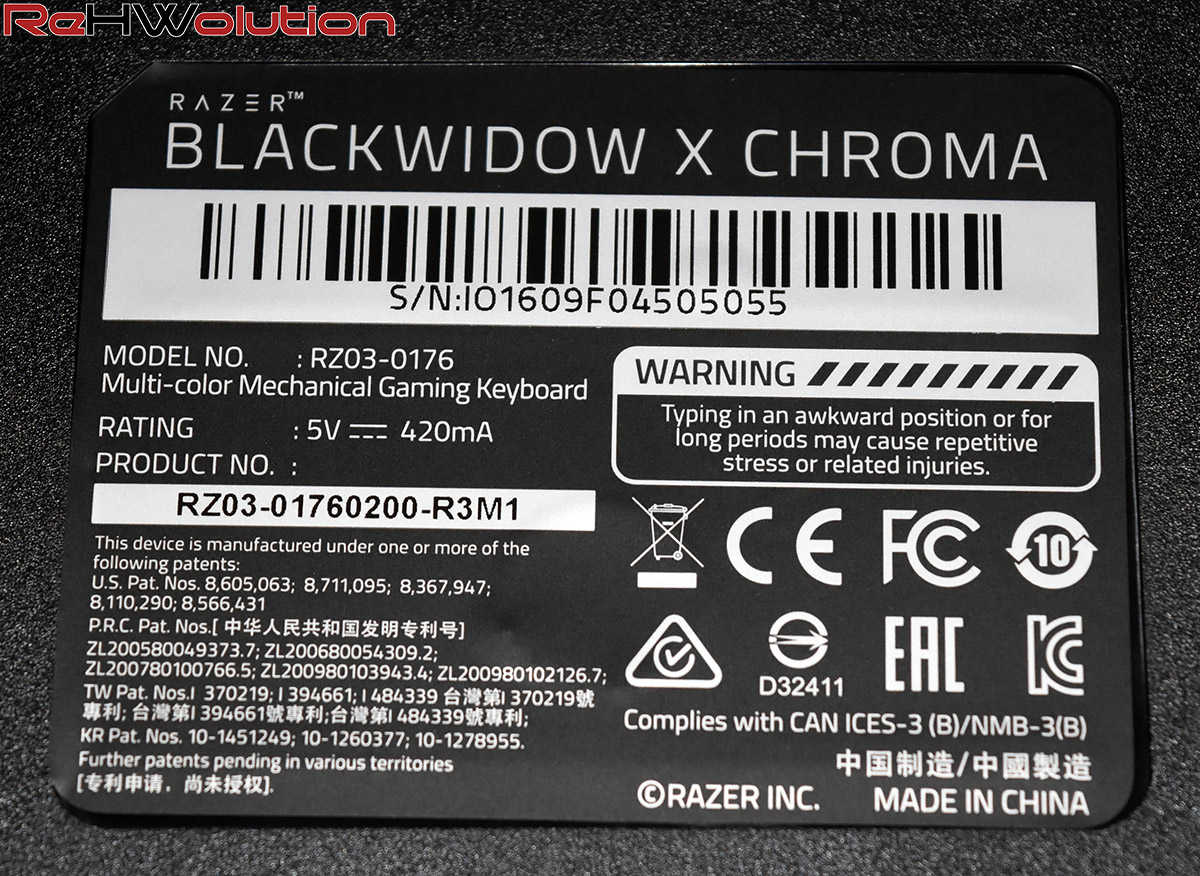 ReHWolution
RAZER™
BLACKWIDOW X CHROMA
S/N:IO1609F04505055
MODEL NO. : RZ03-0176
Multi-color Mechanical Gaming Keyboard
RATING : 5V 420mA
PRODUCT NO. :
RZ03-01760200-R3M1
This device is manufactured under one or more of the
following patents:
U.S. Pat. Nos. 8,605,063; 8,711,095; 8,367,947;
8,110,290; 8,566,431
P.R.C. Pat. Nos.[ 中华人民共和国发明专利号]
ZL200580049373.7; ZL200680054309.2;
ZL200780100766.5; ZL200980103943.4; ZL200980102126.7;
TW Pat. Nos.I 370219; I 394661; I 484339 台灣第I 370219號
專利; 台灣第I 394661號專利;台灣第I 484339號專利;
KR Pat. Nos. 10-1451249; 10-1260377; 10-1278955.
Further patents pending in various territories
[专利申请，尚未授权].
WARNING
Typing in an awkward position or for
long periods may cause repetitive
stress or related injuries.
CE FC 10
D32411 EAC KC
Complies with CAN ICES-3 (B)/NMB-3(B)
中国制造/中國製造
©RAZER INC. MADE IN CHINA